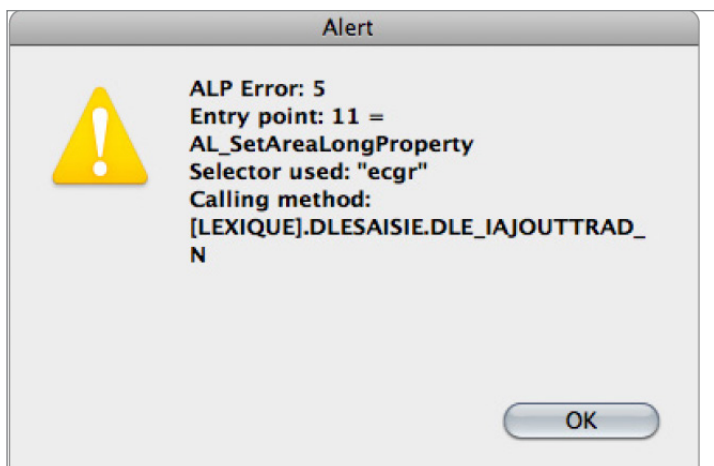 Alert
ALP Error: 5
Entry point: 11 =
AL_SetAreaLongProperty
Selector used: "ecgr"
Calling method:
[LEXIQUE].DLESAISIE.DLE_IAJOUTTRAD_
N
OK